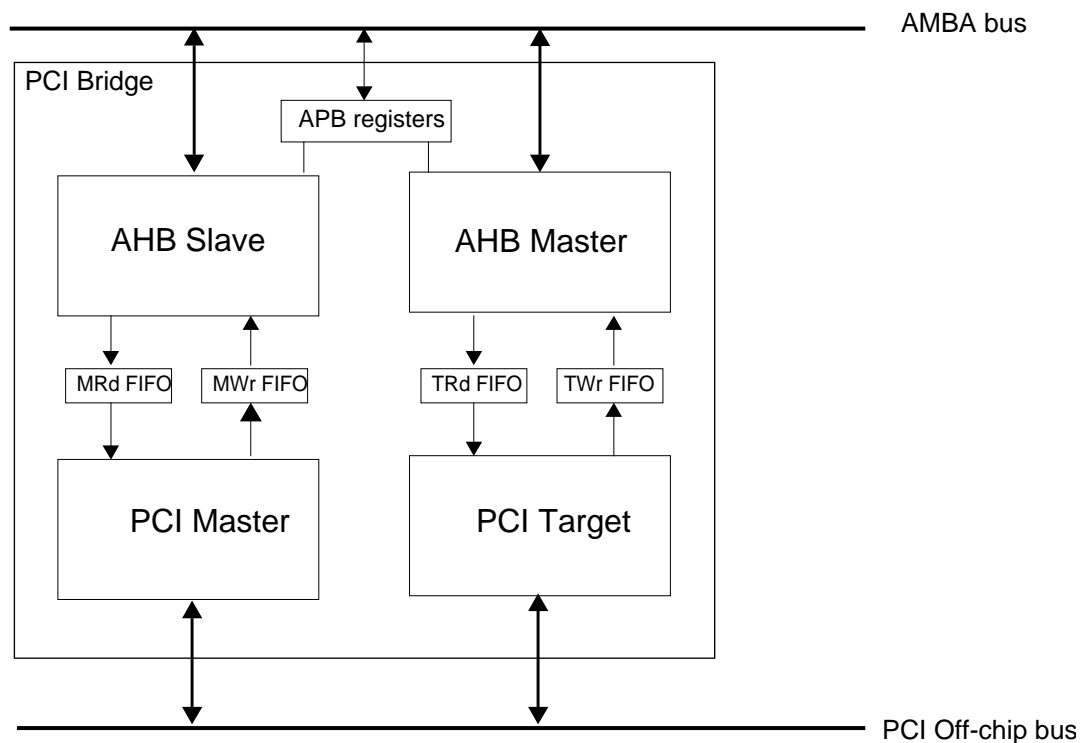 AMBA bus
PCI Bridge
APB registers
AHB Slave
AHB Master
MRd FIFO
MWr FIFO
TRd FIFO
TWr FIFO
PCI Master
PCI Target
PCI Off-chip bus